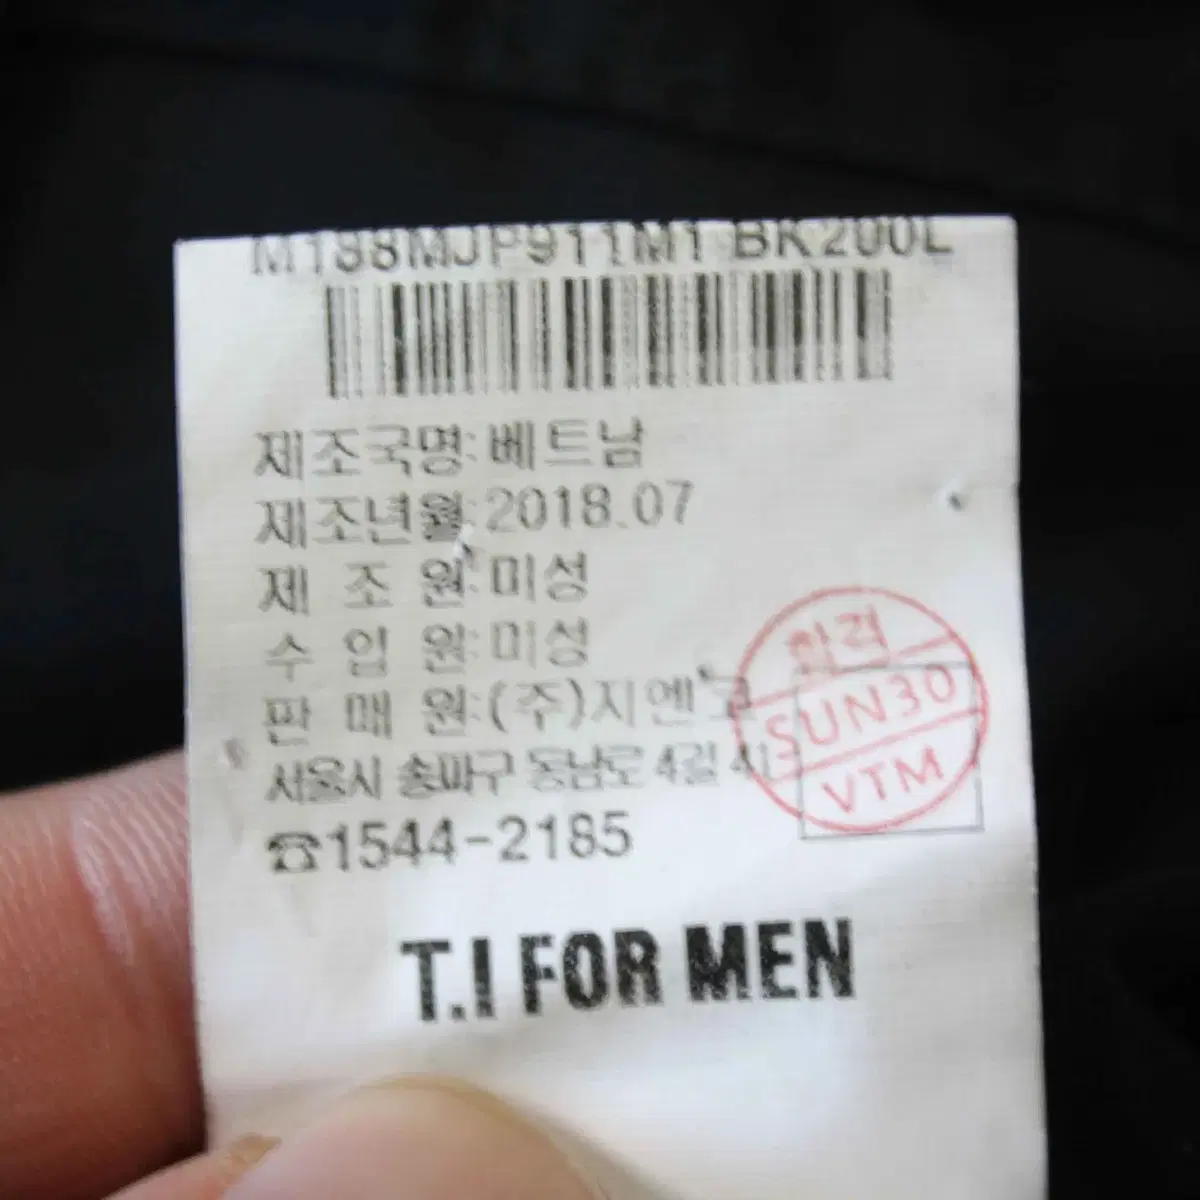 M188MJP911M1 BK200L
제조국명: 베트남
제조년월: 2018.07
제 조 원: 미성
수 입 원: 미성
판 매 원: (주)지엔코
서울시 송파구 동남로 4길 41
☎1544-2185
합격
SUN30
VTM
T.I FOR MEN